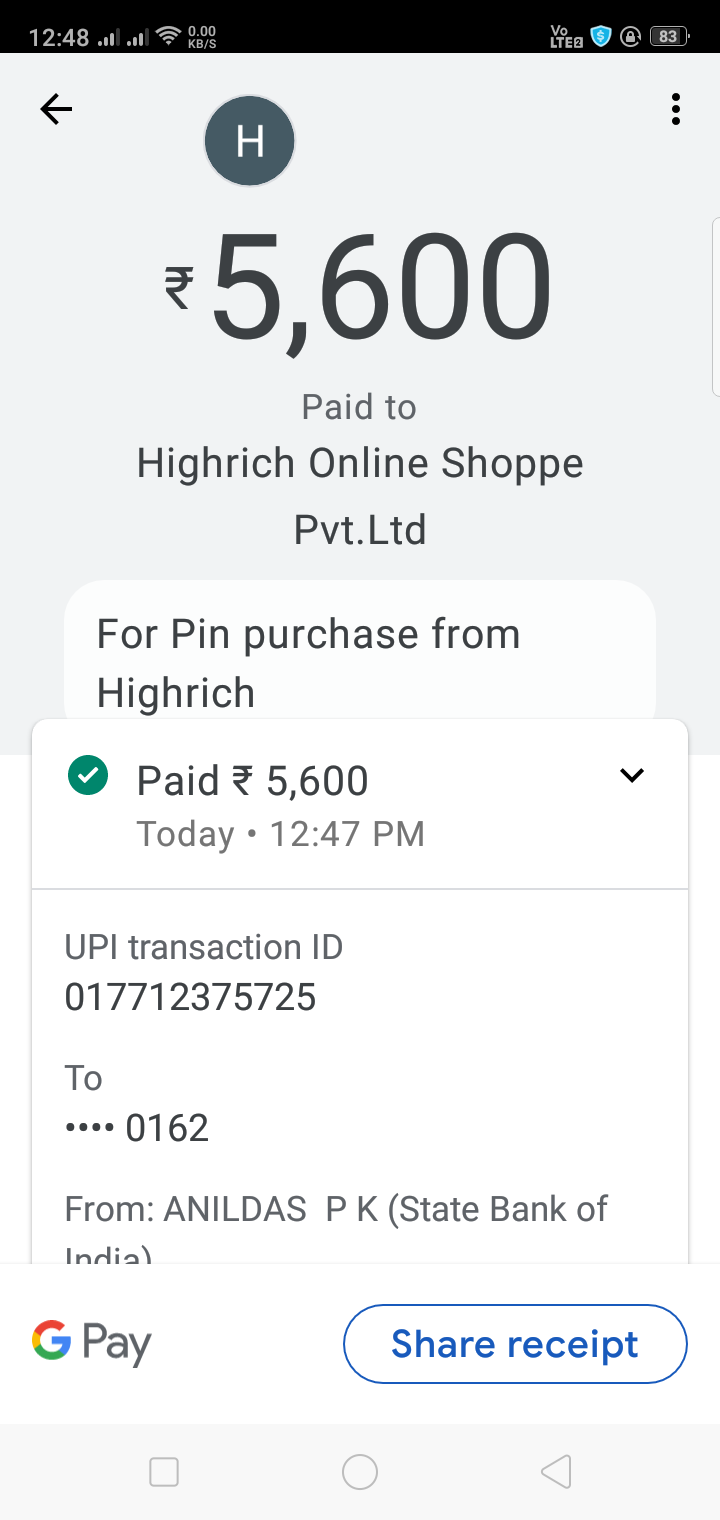 12:48 0.00 KB/S Vo LTE2 83
H
₹5,600
Paid to
Highrich Online Shoppe
Pvt.Ltd
For Pin purchase from
Highrich
Paid ₹ 5,600
Today • 12:47 PM
UPI transaction ID
017712375725
To
•••• 0162
From: ANILDAS  P K (State Bank of
India)
G Pay
Share receipt